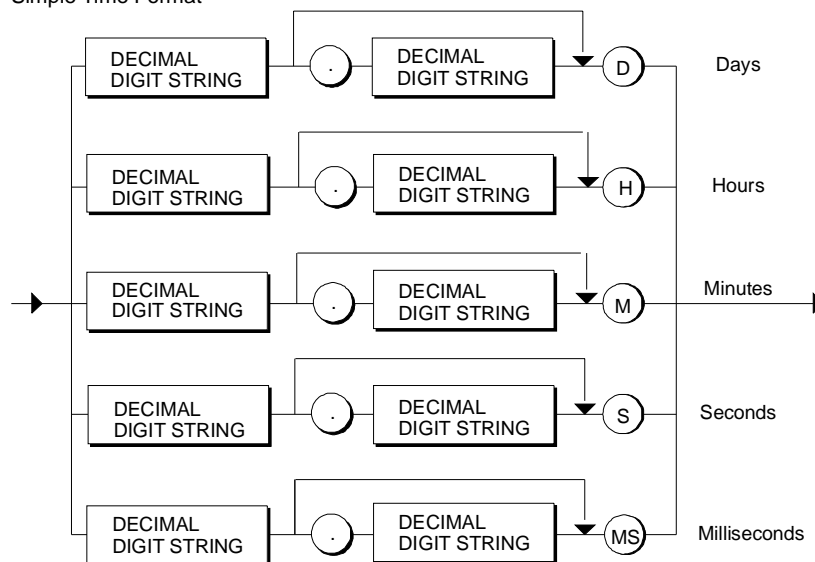 Simple Time Format
DECIMAL
DIGIT STRING
.
DECIMAL
DIGIT STRING
D
Days
DECIMAL
DIGIT STRING
.
DECIMAL
DIGIT STRING
H
Hours
DECIMAL
DIGIT STRING
.
DECIMAL
DIGIT STRING
M
Minutes
DECIMAL
DIGIT STRING
.
DECIMAL
DIGIT STRING
S
Seconds
DECIMAL
DIGIT STRING
.
DECIMAL
DIGIT STRING
MS
Milliseconds